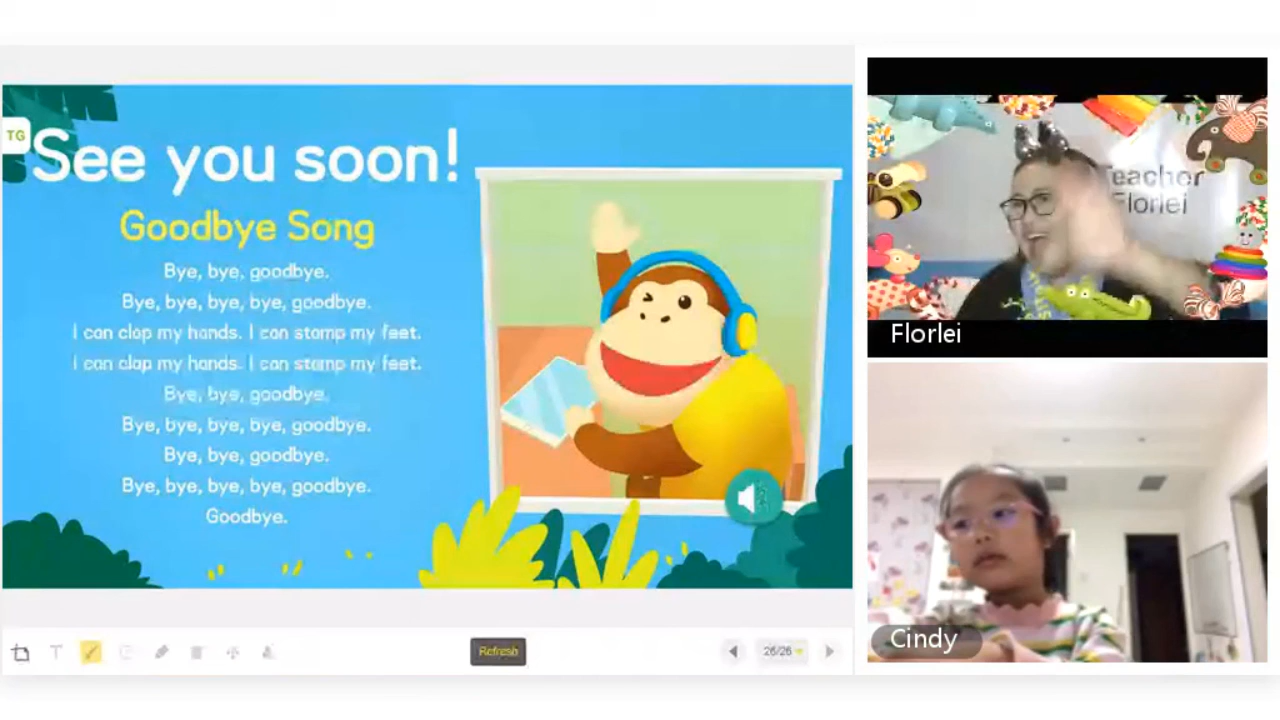 TG
See you soon!
Goodbye Song
Bye, bye, goodbye.
Bye, bye, bye, bye, goodbye.
I can clap my hands. I can stomp my feet.
I can clap my hands. I can stomp my feet.
Bye, bye, goodbye.
Bye, bye, bye, bye, goodbye.
Bye, bye, goodbye.
Bye, bye, bye, bye, goodbye.
Goodbye.
T
Refresh
26/26
Teacher
Florlei
Florlei
Cindy